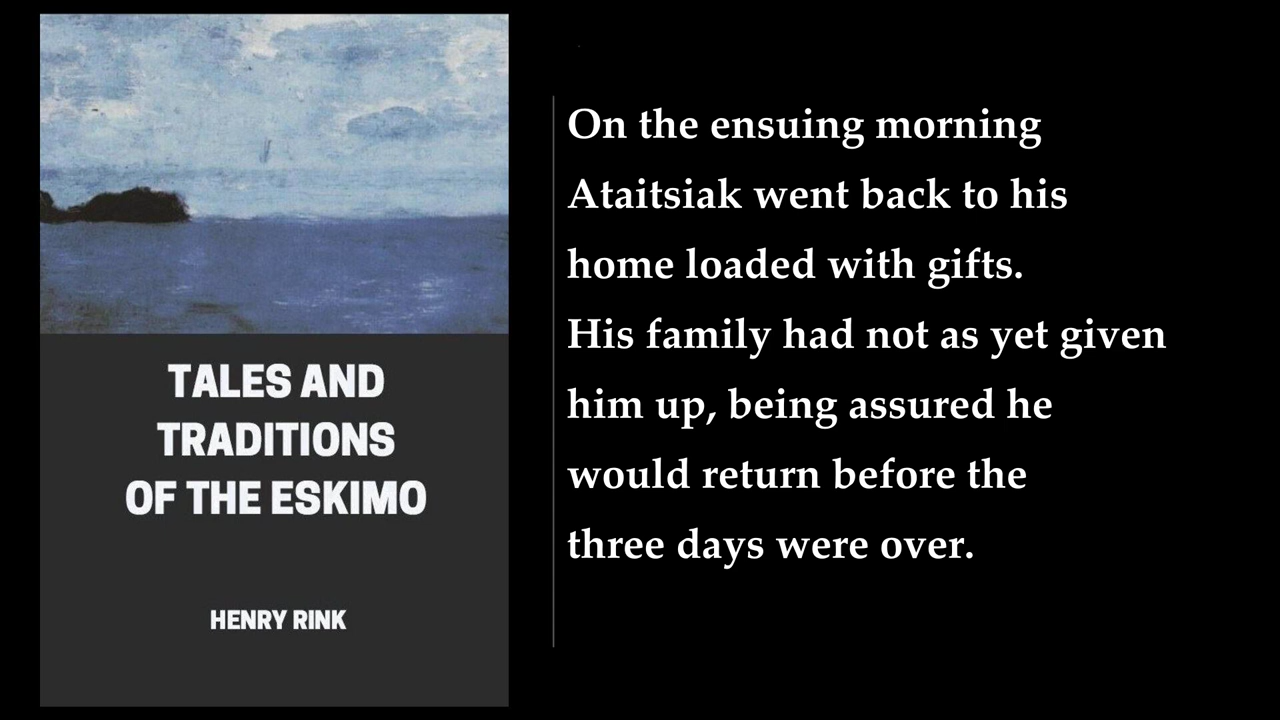 TALES AND
TRADITIONS
OF THE ESKIMO
HENRY RINK
On the ensuing morning
Ataitsiak went back to his
home loaded with gifts.
His family had not as yet given
him up, being assured he
would return before the
three days were over.